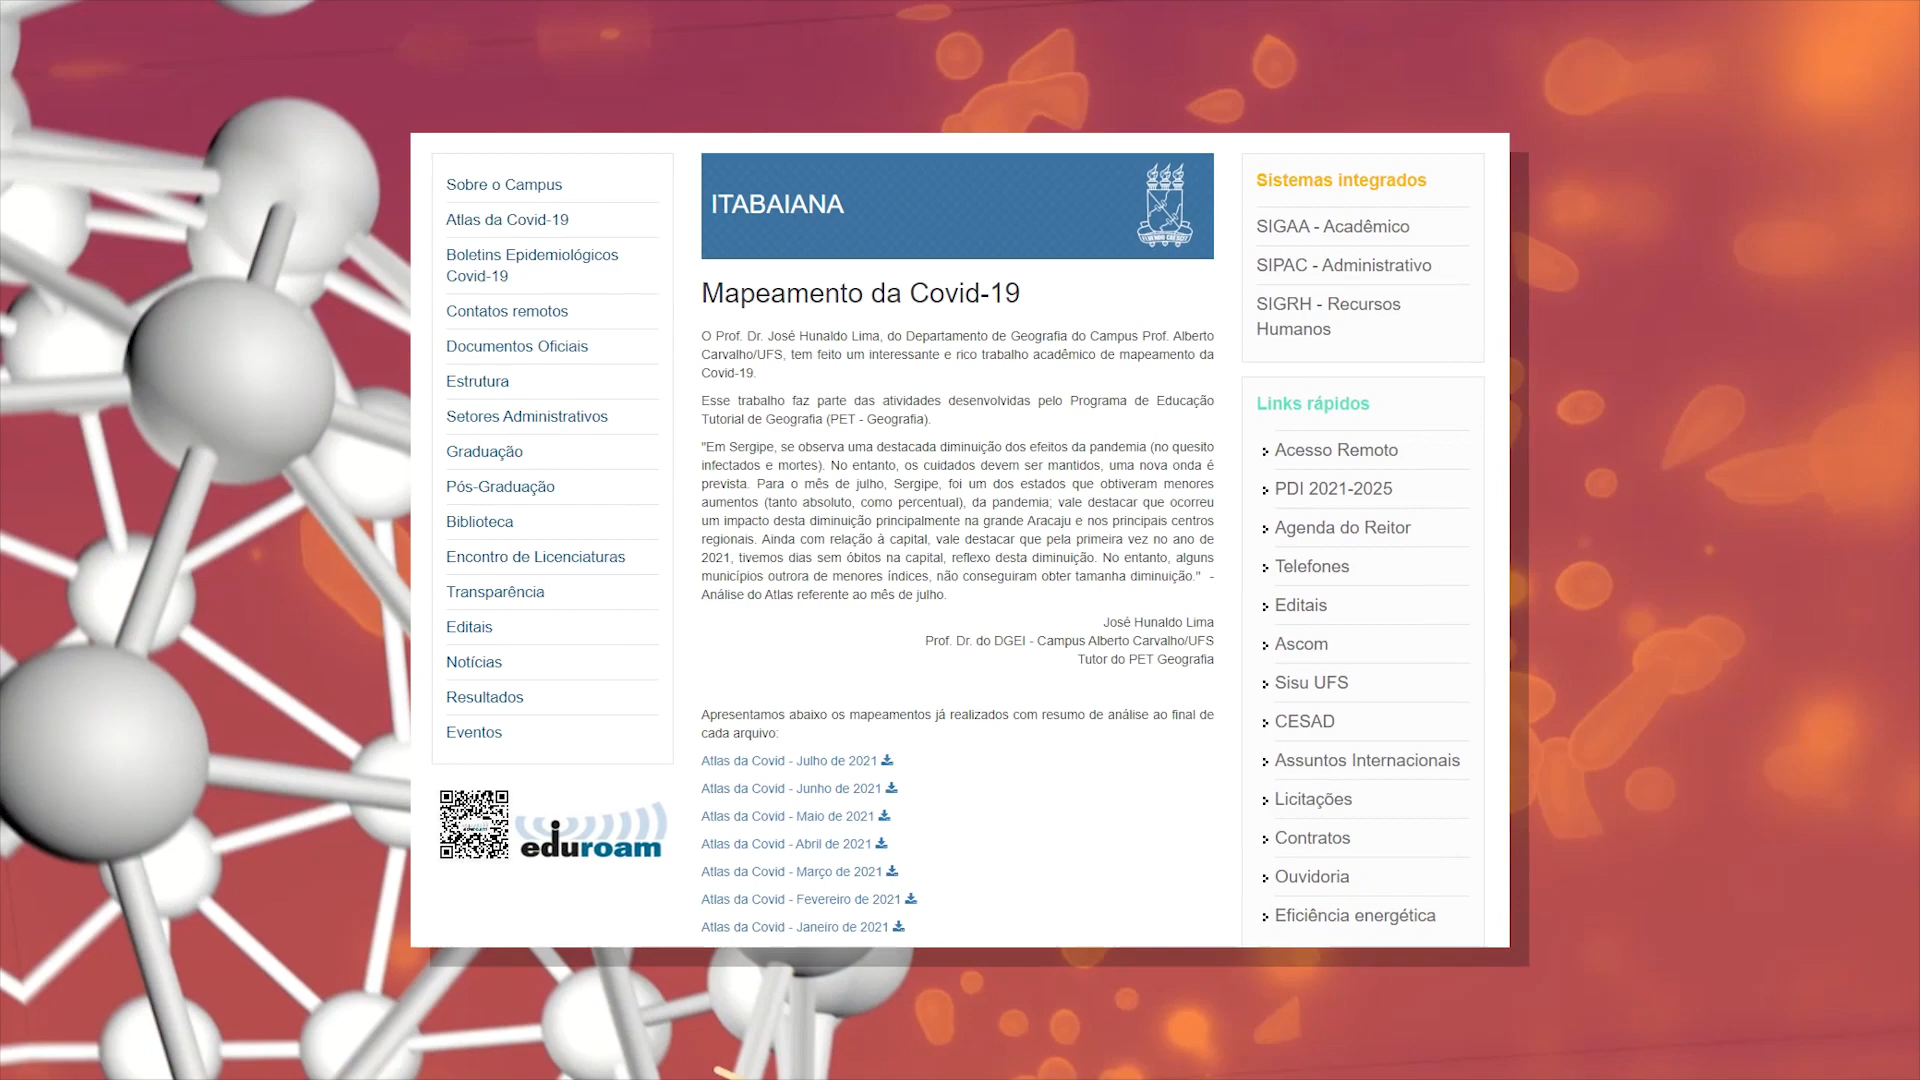 Sobre o Campus
Atlas da Covid-19
Boletins Epidemiológicos
Covid-19
Contatos remotos
Documentos Oficiais
Estrutura
Setores Administrativos
Graduação
Pós-Graduação
Biblioteca
Encontro de Licenciaturas
Transparência
Editais
Notícias
Resultados
Eventos
eduroam
ITABAIANA
Mapeamento da Covid-19
O Prof. Dr. José Hunaldo Lima, do Departamento de Geografia do Campus Prof. Alberto
Carvalho/UFS, tem feito um interessante e rico trabalho acadêmico de mapeamento da
Covid-19.
Esse trabalho faz parte das atividades desenvolvidas pelo Programa de Educação
Tutorial de Geografia (PET - Geografia).
"Em Sergipe, se observa uma destacada diminuição dos efeitos da pandemia (no quesito
infectados e mortes). No entanto, os cuidados devem ser mantidos, uma nova onda é
prevista. Para o mês de julho, Sergipe, foi um dos estados que obtiveram menores
aumentos (tanto absoluto, como percentual), da pandemia; vale destacar que ocorreu
um impacto desta diminuição principalmente na grande Aracaju e nos principais centros
regionais. Ainda com relação à capital, vale destacar que pela primeira vez no ano de
2021, tivemos dias sem óbitos na capital, reflexo desta diminuição. No entanto, alguns
municípios outrora de menores índices, não conseguiram obter tamanha diminuição." -
Análise do Atlas referente ao mês de julho.
José Hunaldo Lima
Prof. Dr. do DGEI - Campus Alberto Carvalho/UFS
Tutor do PET Geografia
Apresentamos abaixo os mapeamentos já realizados com resumo de análise ao final de
cada arquivo:
Atlas da Covid - Julho de 2021
Atlas da Covid - Junho de 2021
Atlas da Covid - Maio de 2021
Atlas da Covid - Abril de 2021
Atlas da Covid - Março de 2021
Atlas da Covid - Fevereiro de 2021
Atlas da Covid - Janeiro de 2021
Sistemas integrados
SIGAA - Acadêmico
SIPAC - Administrativo
SIGRH - Recursos
Humanos
Links rápidos
Acesso Remoto
PDI 2021-2025
Agenda do Reitor
Telefones
Editais
Ascom
Sisu UFS
CESAD
Assuntos Internacionais
Licitações
Contratos
Ouvidoria
Eficiência energética